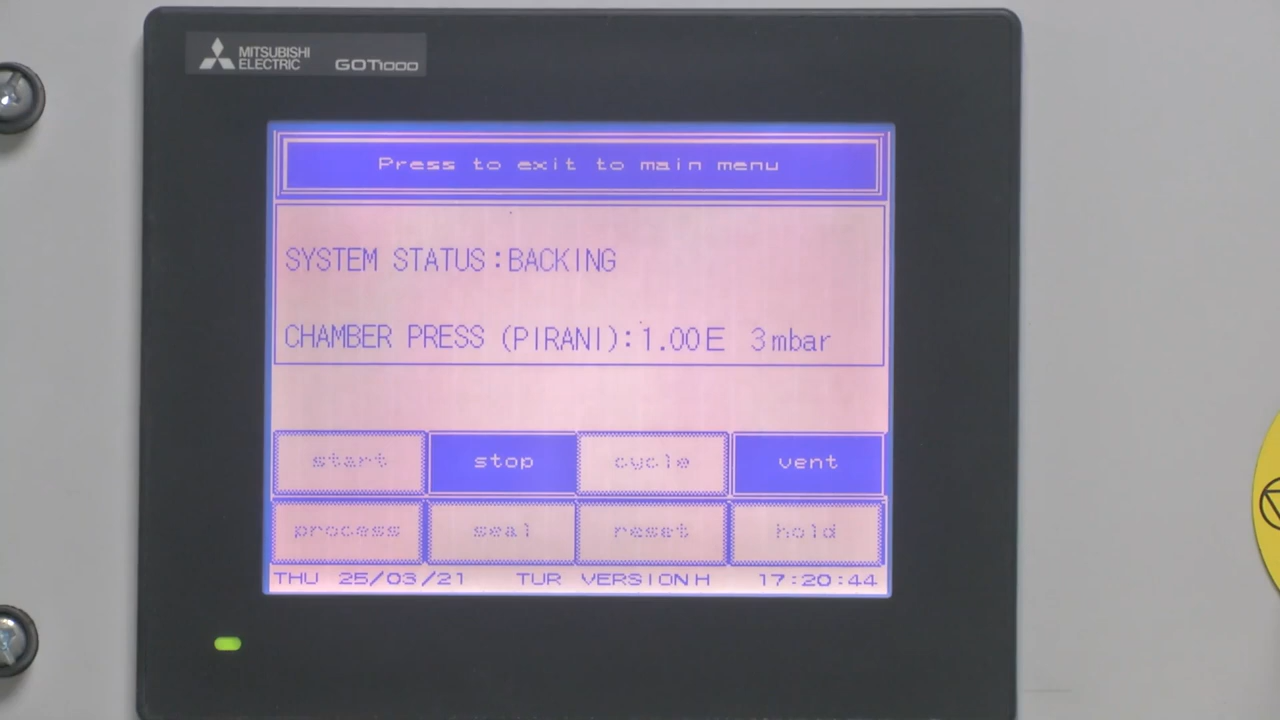 MITSUBISHI
ELECTRIC GOT1000
Press to exit to main menu
SYSTEM STATUS:BACKING
CHAMBER PRESS (PIRANI):1.00E 3mbar
start stop cycle vent
process seal reset hold
THU 25/03/21 TUR VERSION H 17:20:44